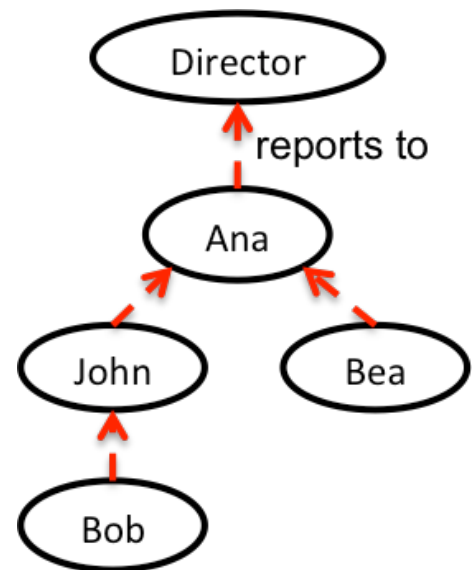 Director
reports to
Ana
John
Bea
Bob